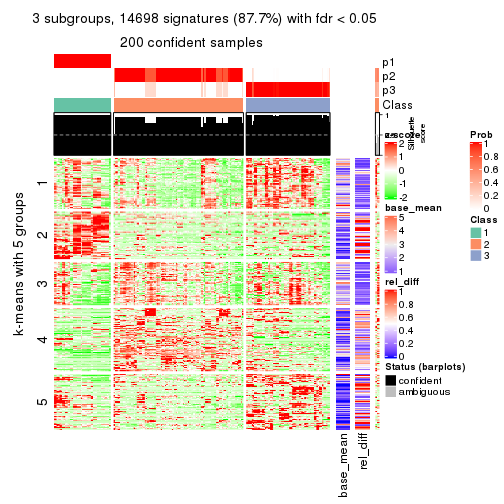 3 subgroups, 14698 signatures (87.7%) with fdr < 0.05
200 confident samples
p1
p2
p3
Class
1
Silhouette
score
k-means with 5 groups
1
2
3
4
5
base_mean
rel_diff
z-score
2
1
0
-1
-2
base_mean
5
4
3
2
1
rel_diff
1
0.8
0.6
0.4
0.2
0
Status (barplots)
confident
ambiguous
Prob
1
0.8
0.6
0.4
0.2
0
Class
1
2
3